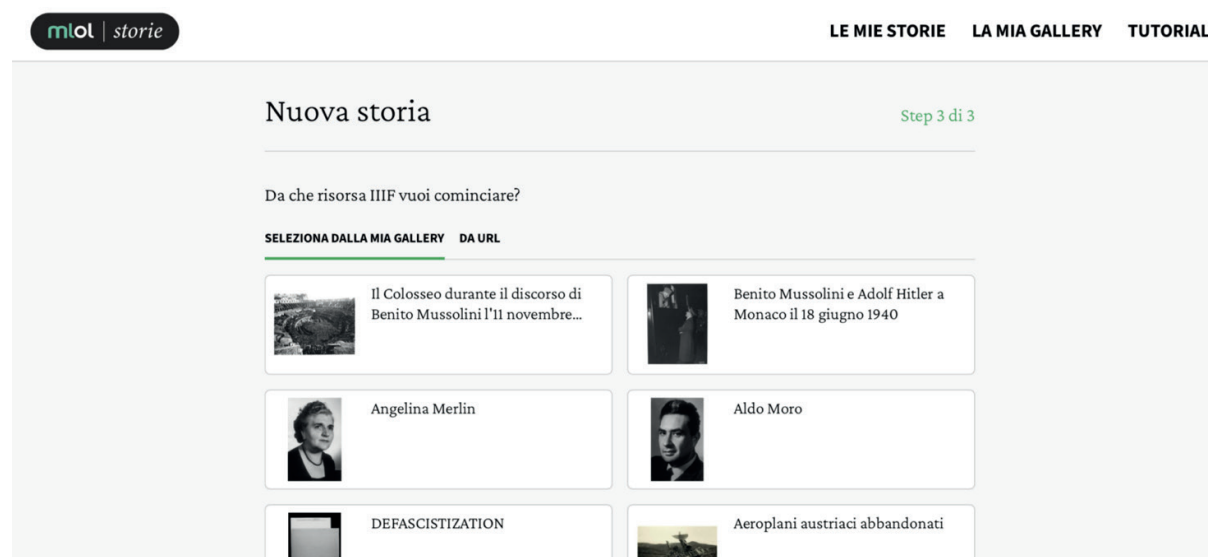 mlol | storie
LE MIE STORIE LA MIA GALLERY TUTORIAL
Nuova storia
Step 3 di 3
Da che risorsa IIIF vuoi cominciare?
SELEZIONA DALLA MIA GALLERY DA URL
Il Colosseo durante il discorso di
Benito Mussolini l'11 novembre...
Benito Mussolini e Adolf Hitler a
Monaco il 18 giugno 1940
Angelina Merlin
Aldo Moro
DEFASCISTIZATION
Aeroplani austriaci abbandonati